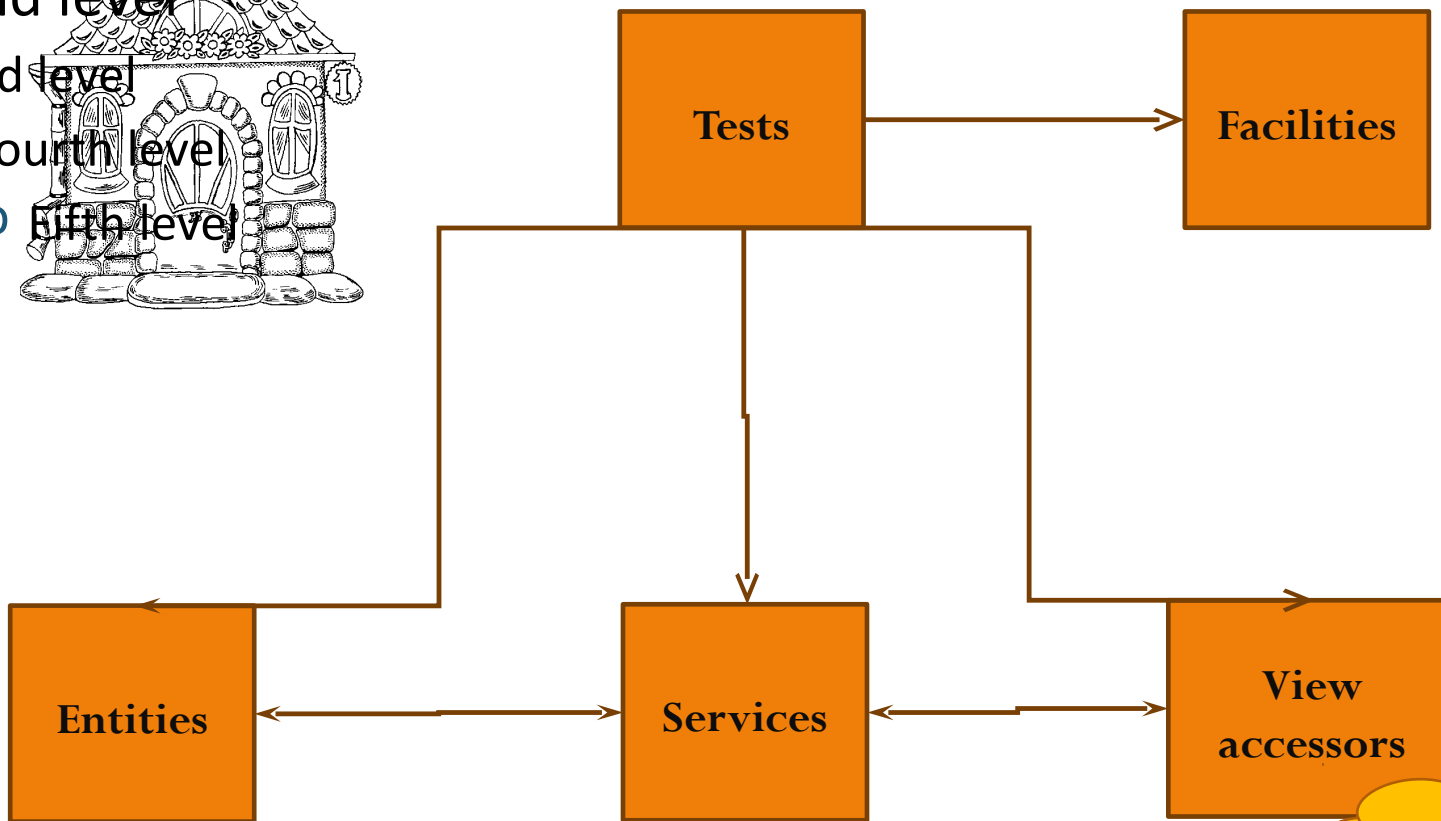 d level
ourth level
Fifth level
Tests
Facilities
Entities
Services
View
accessors